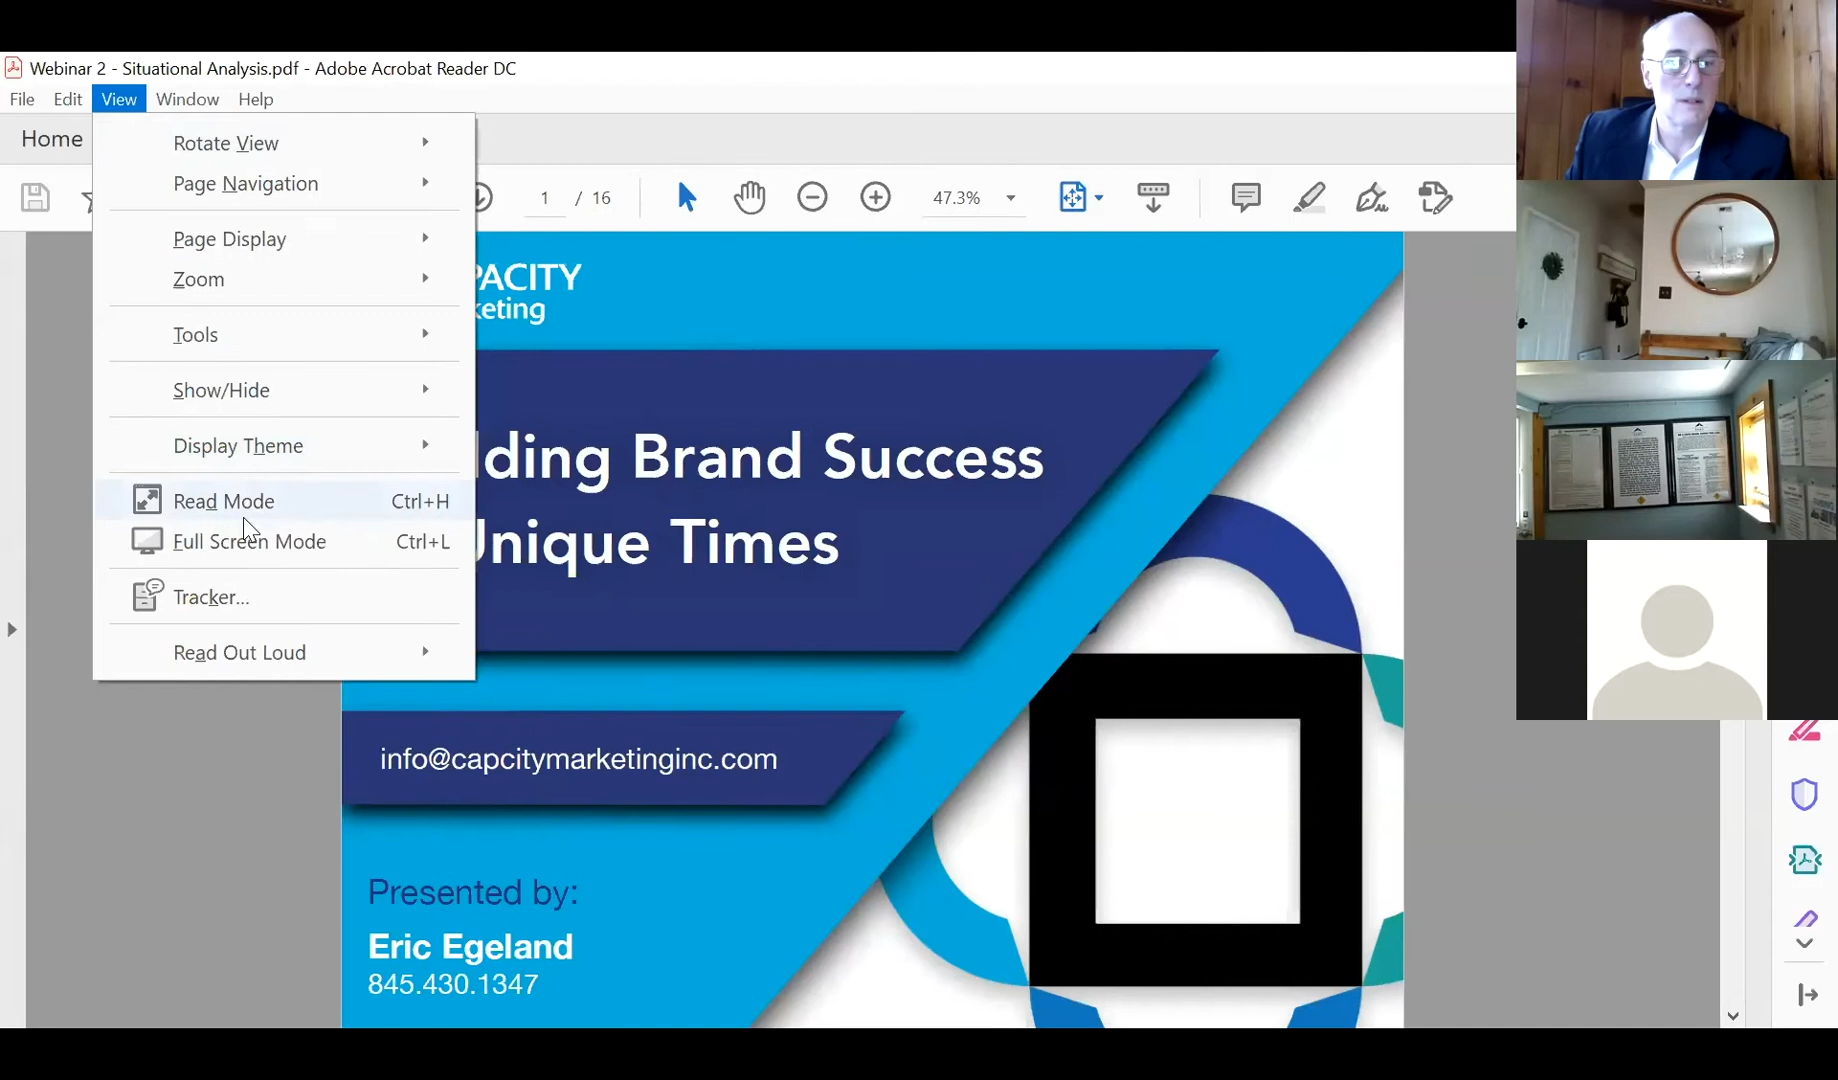 Webinar 2 - Situational Analysis.pdf - Adobe Acrobat Reader DC
File Edit View Window Help
Home
1 / 16 47.3%
Rotate View
Page Navigation
Page Display
Zoom
Tools
Show/Hide
Display Theme
Read Mode Ctrl+H
Full Screen Mode Ctrl+L
Tracker...
Read Out Loud
PACITY
keting
lding Brand Success
Unique Times
info@capcitymarketinginc.com
Presented by:
Eric Egeland
845.430.1347